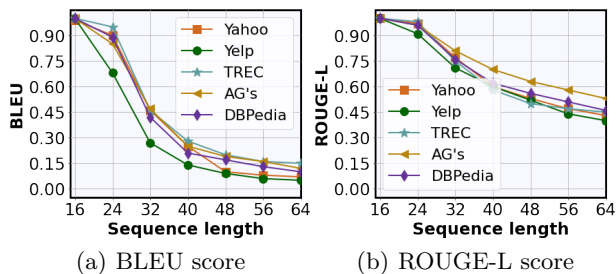 BLEU
0.90
0.75
0.60
0.45
0.30
0.15
0.00
Yahoo
Yelp
TREC
AG's
DBPedia
16 24 32 40 48 56 64
Sequence length
(a) BLEU score
ROUGE-L
0.90
0.75
0.60
0.45
0.30
0.15
0.00
Yahoo
Yelp
TREC
AG's
DBPedia
16 24 32 40 48 56 64
Sequence length
(b) ROUGE-L score